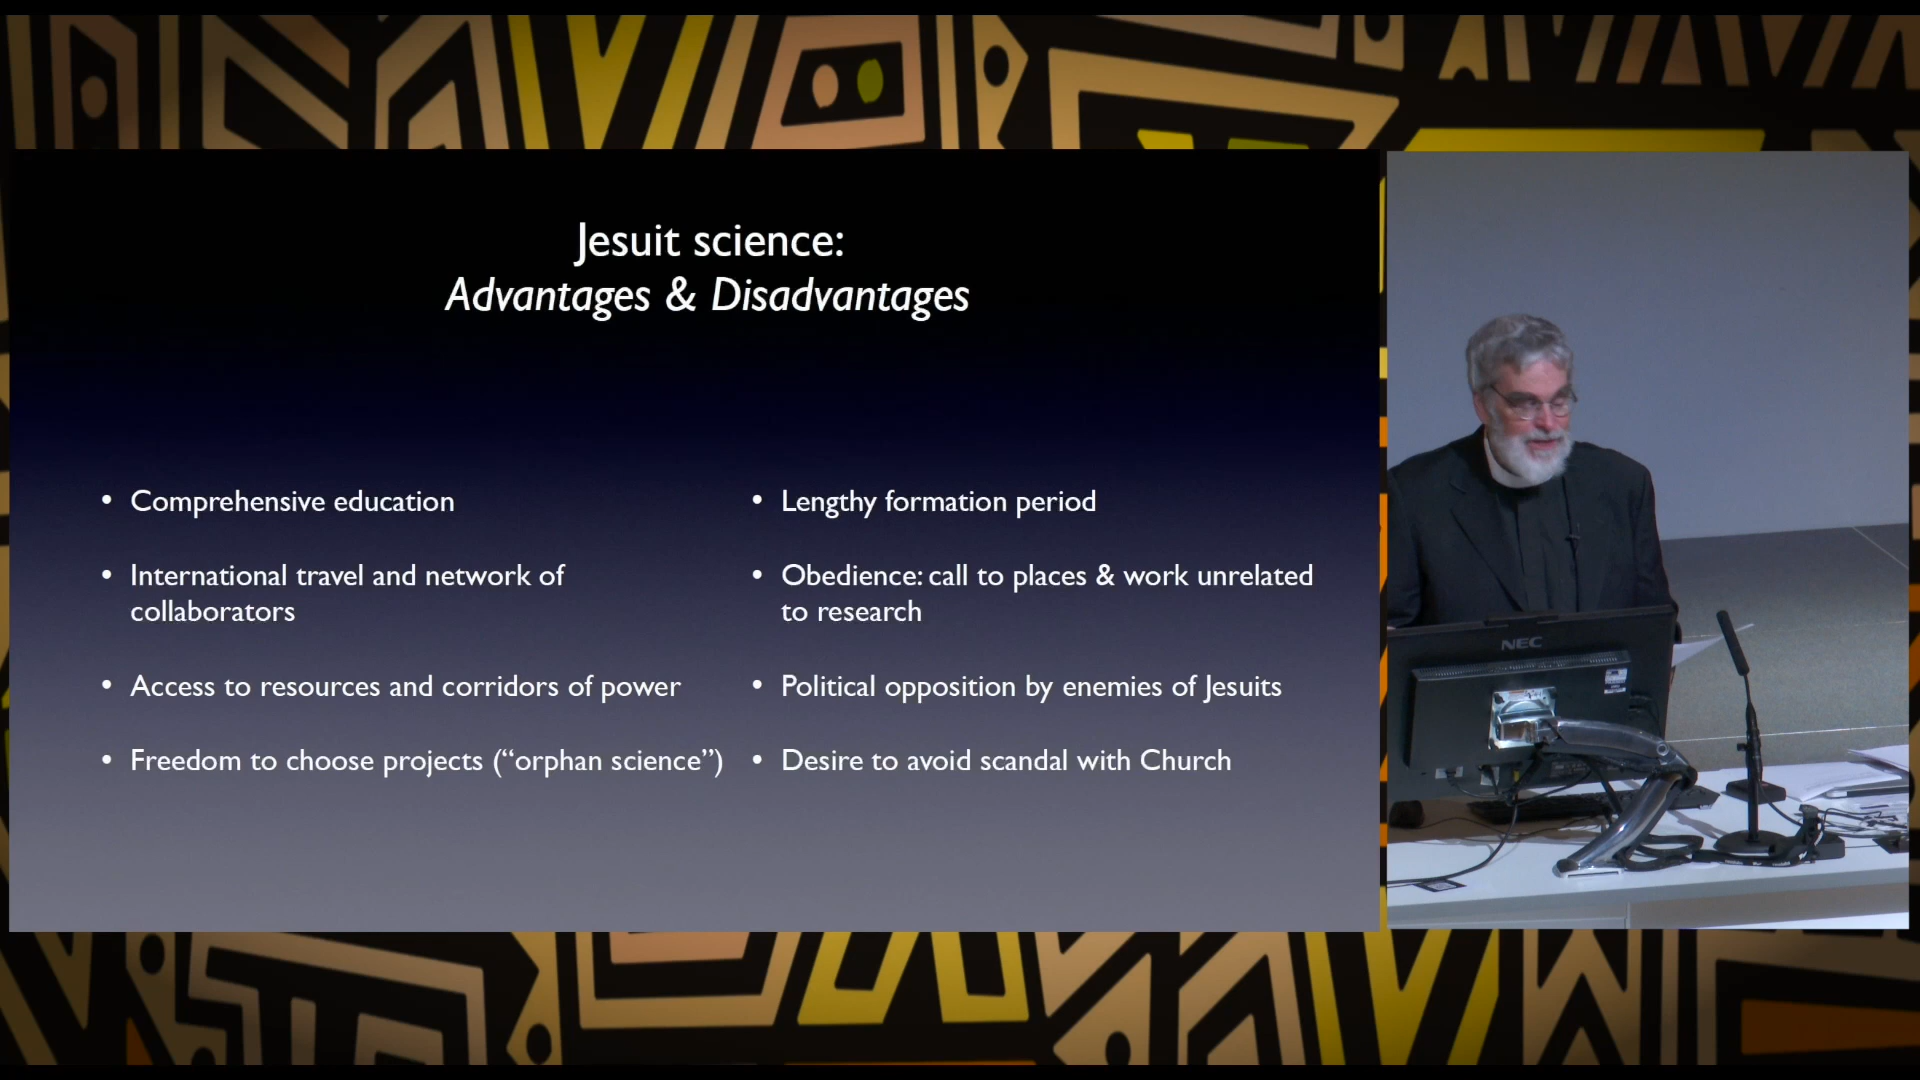 Jesuit science:
Advantages & Disadvantages
• Comprehensive education
• International travel and network of
collaborators
• Access to resources and corridors of power
• Freedom to choose projects (“orphan science”)
• Lengthy formation period
• Obedience: call to places & work unrelated
to research
• Political opposition by enemies of Jesuits
• Desire to avoid scandal with Church
NEC